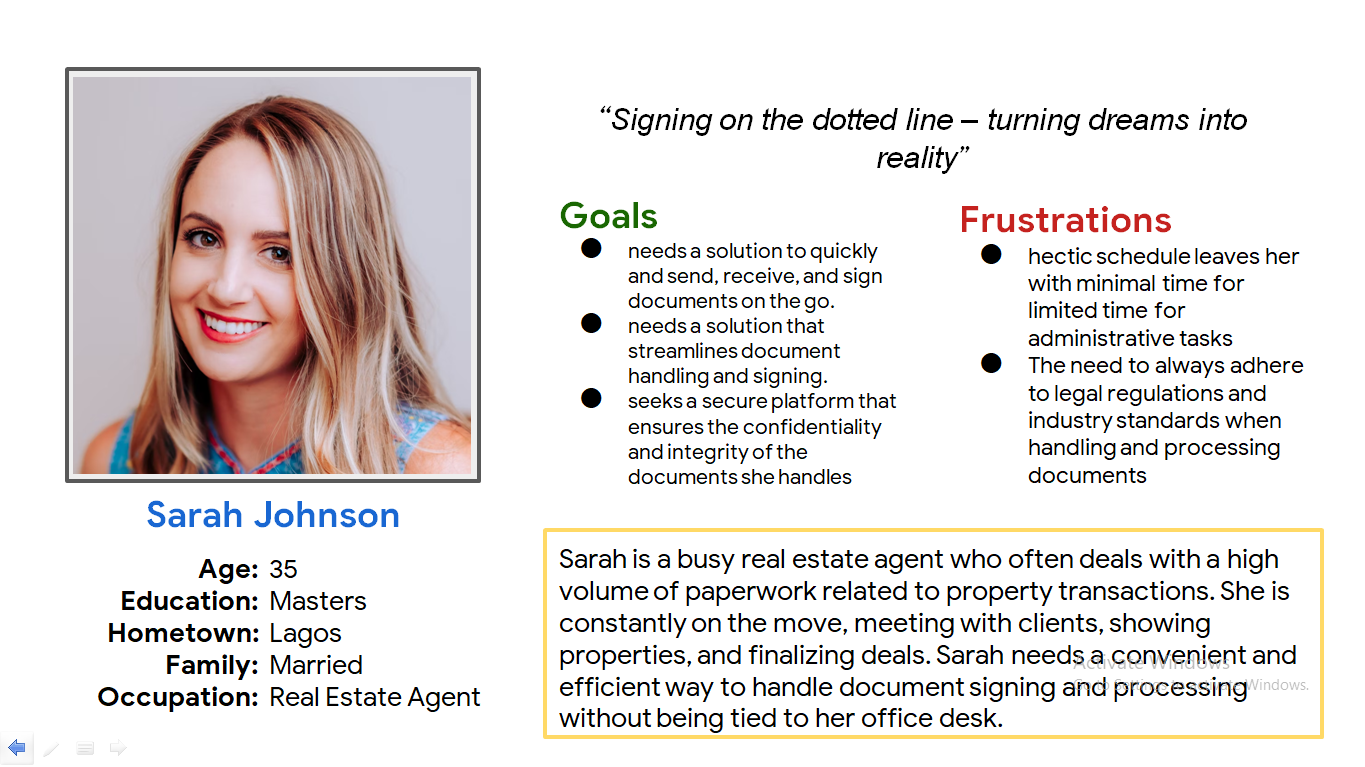 “Signing on the dotted line – turning dreams into
reality”
Goals
● needs a solution to quickly
and send, receive, and sign
documents on the go.
● needs a solution that
streamlines document
handling and signing.
● seeks a secure platform that
ensures the confidentiality
and integrity of the
documents she handles
Frustrations
● hectic schedule leaves her
with minimal time for
limited time for
administrative tasks
● The need to always adhere
to legal regulations and
industry standards when
handling and processing
documents
Sarah Johnson
Age: 35
Education: Masters
Hometown: Lagos
Family: Married
Occupation: Real Estate Agent
Sarah is a busy real estate agent who often deals with a high
volume of paperwork related to property transactions. She is
constantly on the move, meeting with clients, showing
properties, and finalizing deals. Sarah needs a convenient and
efficient way to handle document signing and processing
without being tied to her office desk.
Activate Windows
Go to Settings to activate Windows.